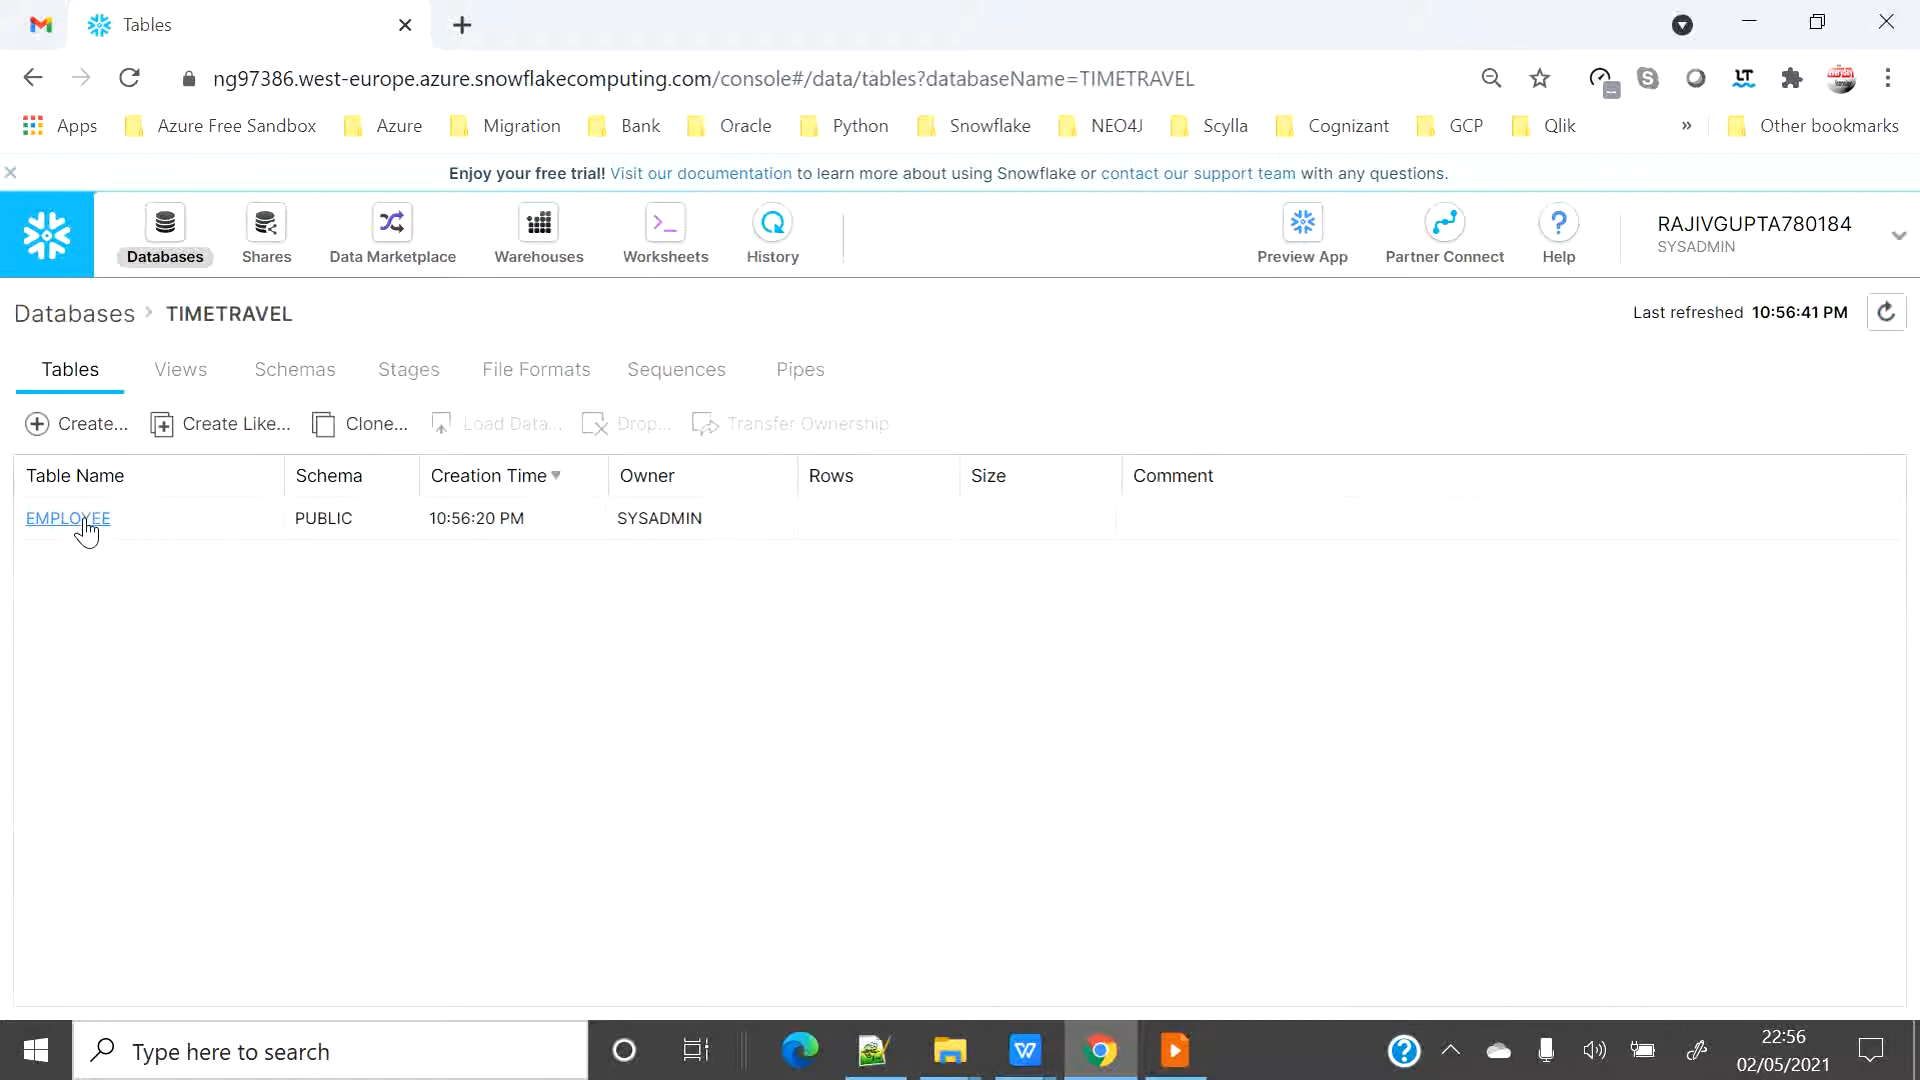 Tables
ng97386.west-europe.azure.snowflakecomputing.com/console#/data/tables?databaseName=TIMETRAVEL
Apps Azure Free Sandbox Azure Migration Bank Oracle Python Snowflake NEO4J Scylla Cognizant GCP Qlik » Other bookmarks
Enjoy your free trial! Visit our documentation to learn more about using Snowflake or contact our support team with any questions.
Databases Shares Data Marketplace Warehouses Worksheets History Preview App Partner Connect Help
RAJIVGUPTA780184
SYSADMIN
Databases > TIMETRAVEL
Last refreshed 10:56:41 PM
Tables Views Schemas Stages File Formats Sequences Pipes
Create... Create Like... Clone... Load Data... Drop... Transfer Ownership
Table Name Schema Creation Time Owner Rows Size Comment
EMPLOYEE PUBLIC 10:56:20 PM SYSADMIN
Type here to search
22:56
02/05/2021